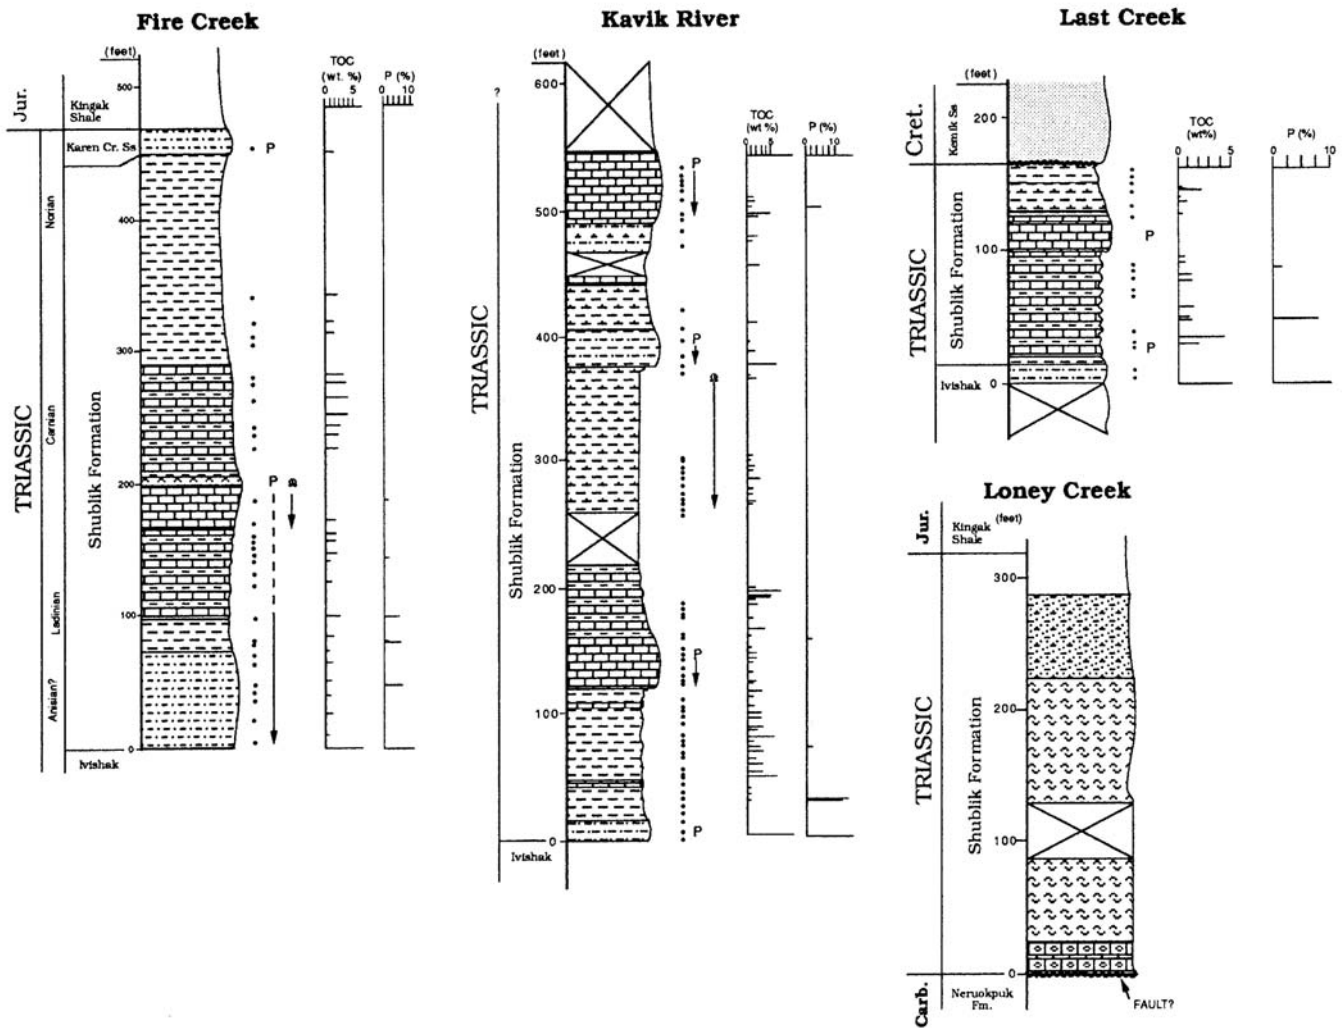 Fire Creek
(feet)
TOC
(wt. %)
0 5
P (%)
0 10
Jur.
Kingak
Shale
Karen Cr. Ss
500
400
300
200
100
0
P
P
TRIASSIC
Norian
Carnian
Ladinian
Anisian?
Shublik Formation
Ivishak
Kavik River
(feet)
TOC
(wt %)
0 5
P (%)
0 10
?
600
500
400
300
200
100
0
P
P
P
P
TRIASSIC
Shublik Formation
Ivishak
Last Creek
(feet)
TOC
(wt%)
0 5
P (%)
0 10
Cret.
Kemik Ss
200
100
0
P
P
TRIASSIC
Shublik Formation
Ivishak
Loney Creek
(feet)
Jur.
Kingak
Shale
300
200
100
0
TRIASSIC
Shublik Formation
Carb.
Neruokpuk
Fm.
FAULT?